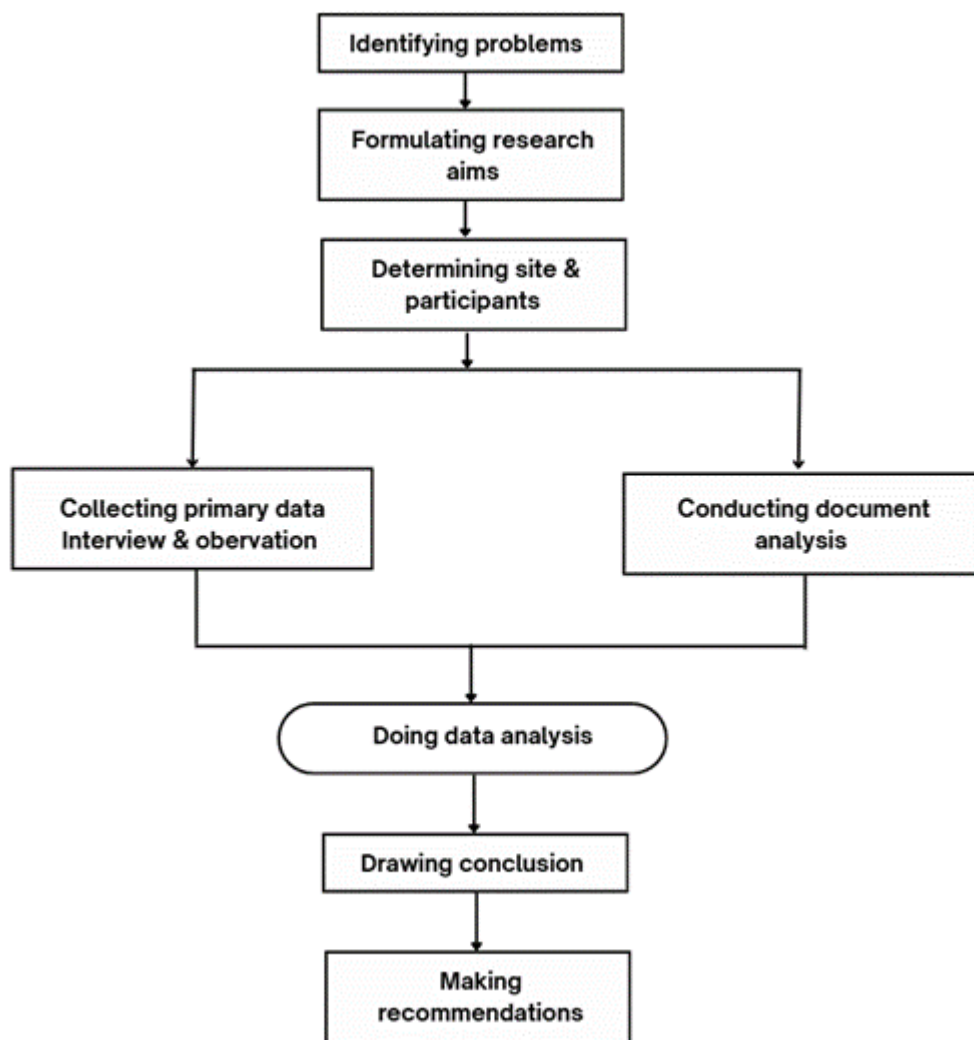 Identifying problems
Formulating research
aims
Determining site &
participants
Collecting primary data
Interview & obervation
Conducting document
analysis
Doing data analysis
Drawing conclusion
Making
recommendations